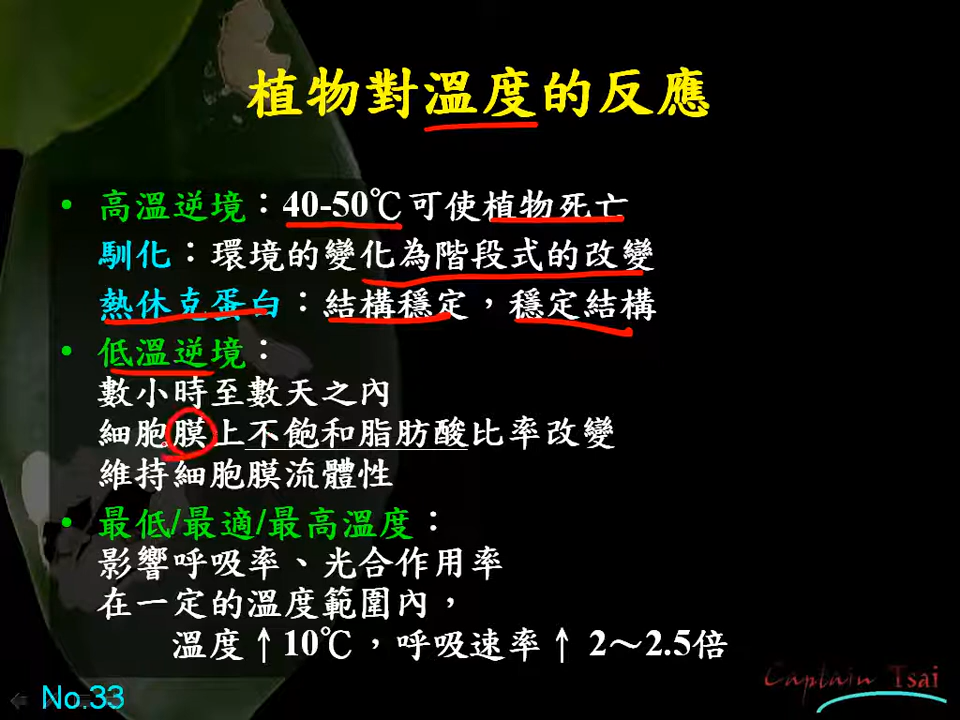 植物對溫度的反應
• 高溫逆境：40-50℃可使植物死亡
馴化：環境的變化為階段式的改變
熱休克蛋白：結構穩定，穩定結構
• 低溫逆境：
數小時至數天之內
細胞膜上不飽和脂肪酸比率改變
維持細胞膜流體性
• 最低/最適/最高溫度：
影響呼吸率、光合作用率
在一定的溫度範圍內，
溫度↑10℃，呼吸速率↑ 2～2.5倍
Captain Tsai
No.33